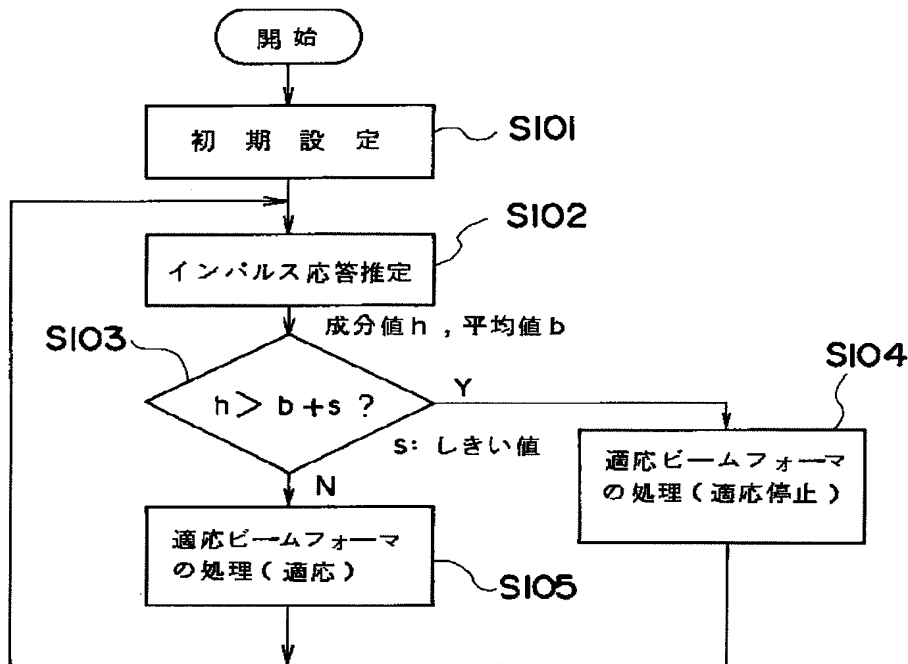 開始
初期設定
S101
S102
インパルス応答推定
成分値h , 平均値b
S103
h > b+s ?
Y
S104
s: しきい値
適応ビームフォーマ
の処理(適応停止)
N
適応ビームフォーマ
の処理(適応)
S105